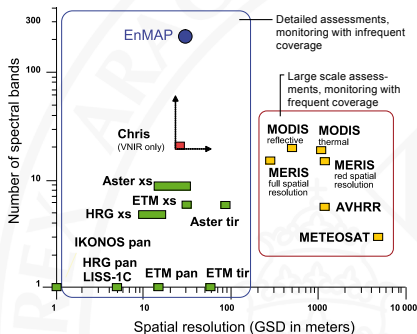 300
100
10
1
Number of spectral bands
EnMAP
Detailed assessments,
monitoring with infrequent
coverage
Large scale assess-
ments, monitoring with
frequent coverage
Chris
(VNIR only)
MODIS
reflective
MODIS
thermal
MERIS
full spatial
resolution
MERIS
red spatial
resolution
AVHRR
METEOSAT
Aster xs
ETM xs
HRG xs
Aster tir
IKONOS pan
HRG pan
LISS-1C
ETM pan
ETM tir
1
10
100
1000
10 000
Spatial resolution (GSD in meters)